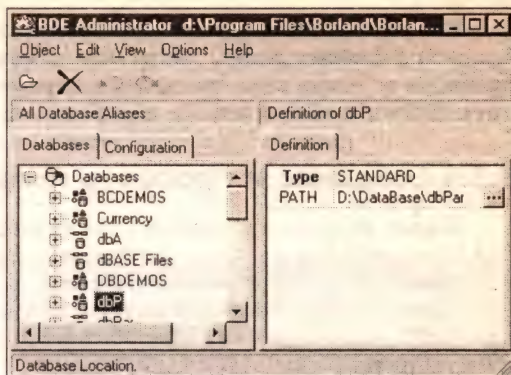 BDE Administrator d:\Program Files\Borland\Borlan...
Object Edit View Options Help
All Database Aliases
Definition of dbP
Databases Configuration
Definition
Databases
BCDEMOS
Currency
dbA
dBASE Files
DBDEMOS
dbP
Type STANDARD
PATH D:\DataBase\dbPar ...
Database Location.